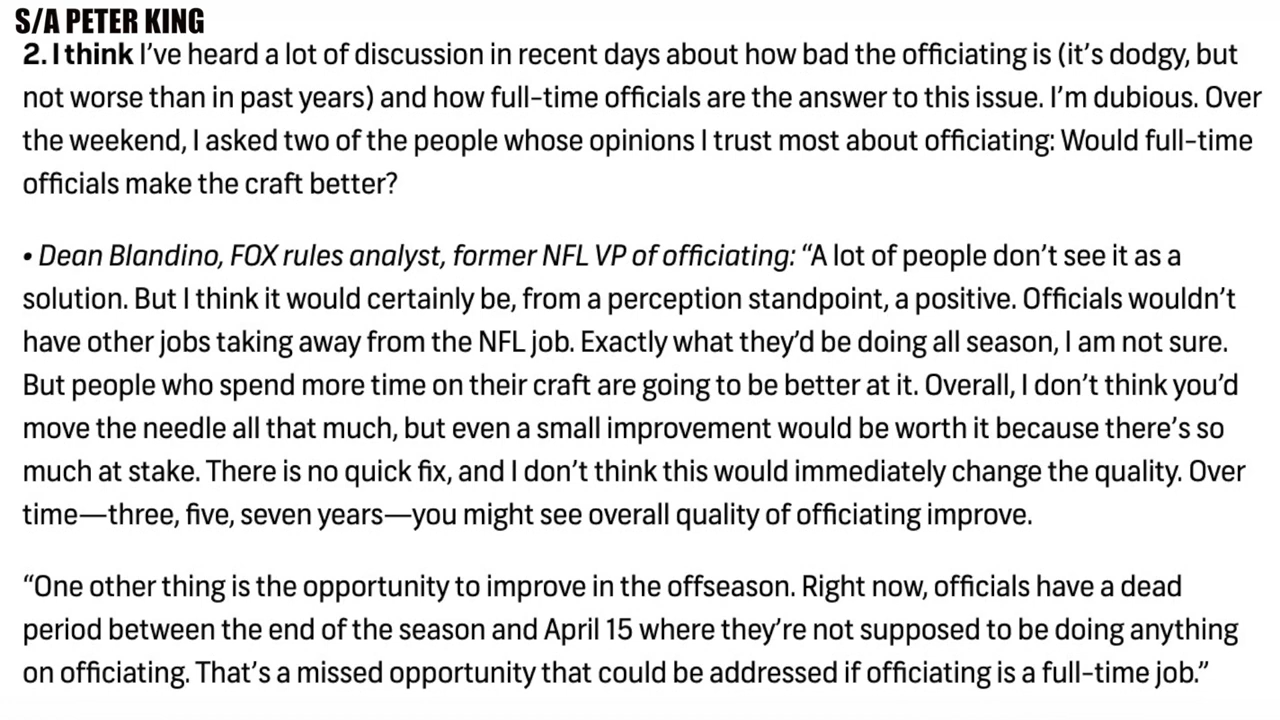 S/A PETER KING
2. I think I've heard a lot of discussion in recent days about how bad the officiating is (it's dodgy, but
not worse than in past years) and how full-time officials are the answer to this issue. I'm dubious. Over
the weekend, I asked two of the people whose opinions I trust most about officiating: Would full-time
officials make the craft better?
• Dean Blandino, FOX rules analyst, former NFL VP of officiating: “A lot of people don't see it as a
solution. But I think it would certainly be, from a perception standpoint, a positive. Officials wouldn't
have other jobs taking away from the NFL job. Exactly what they'd be doing all season, I am not sure.
But people who spend more time on their craft are going to be better at it. Overall, I don't think you'd
move the needle all that much, but even a small improvement would be worth it because there's so
much at stake. There is no quick fix, and I don't think this would immediately change the quality. Over
time—three, five, seven years—you might see overall quality of officiating improve.
“One other thing is the opportunity to improve in the offseason. Right now, officials have a dead
period between the end of the season and April 15 where they're not supposed to be doing anything
on officiating. That's a missed opportunity that could be addressed if officiating is a full-time job.”